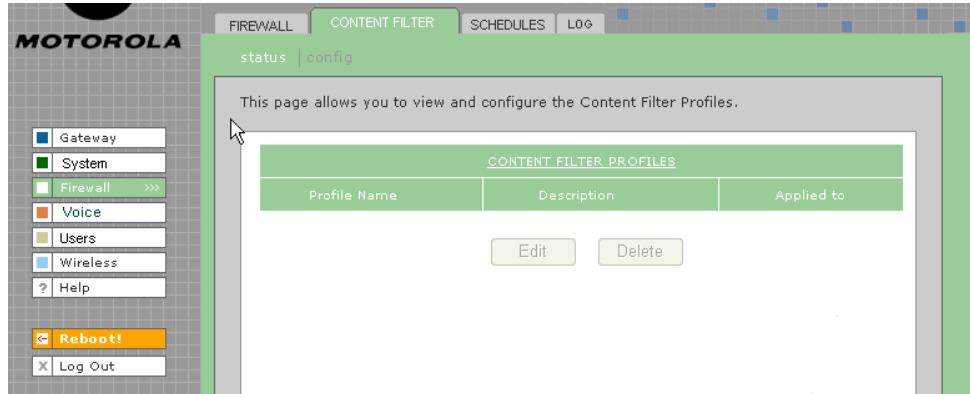 MOTOROLA
FIREWALL CONTENT FILTER SCHEDULES LOG
status | config
This page allows you to view and configure the Content Filter Profiles.
CONTENT FILTER PROFILES
Profile Name Description Applied to
Edit Delete
Gateway
System
Firewall >>>
Voice
Users
Wireless
? Help
Reboot!
X Log Out